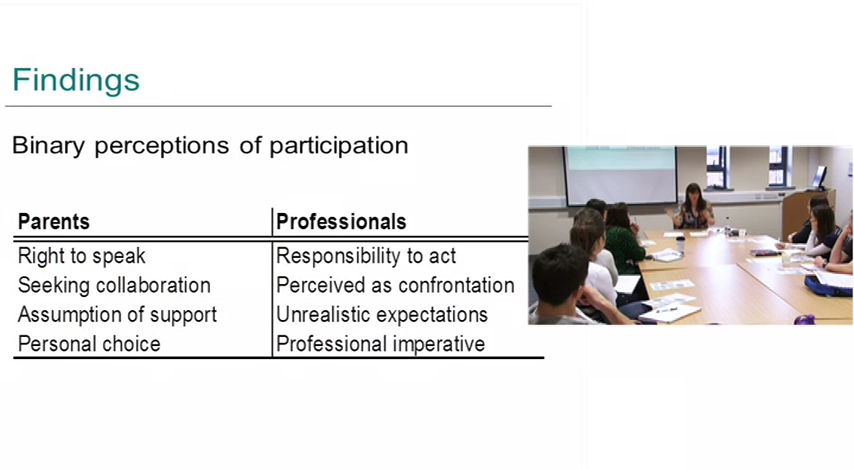 Findings
Binary perceptions of participation
Parents Professionals
Right to speak Responsibility to act
Seeking collaboration Perceived as confrontation
Assumption of support Unrealistic expectations
Personal choice Professional imperative